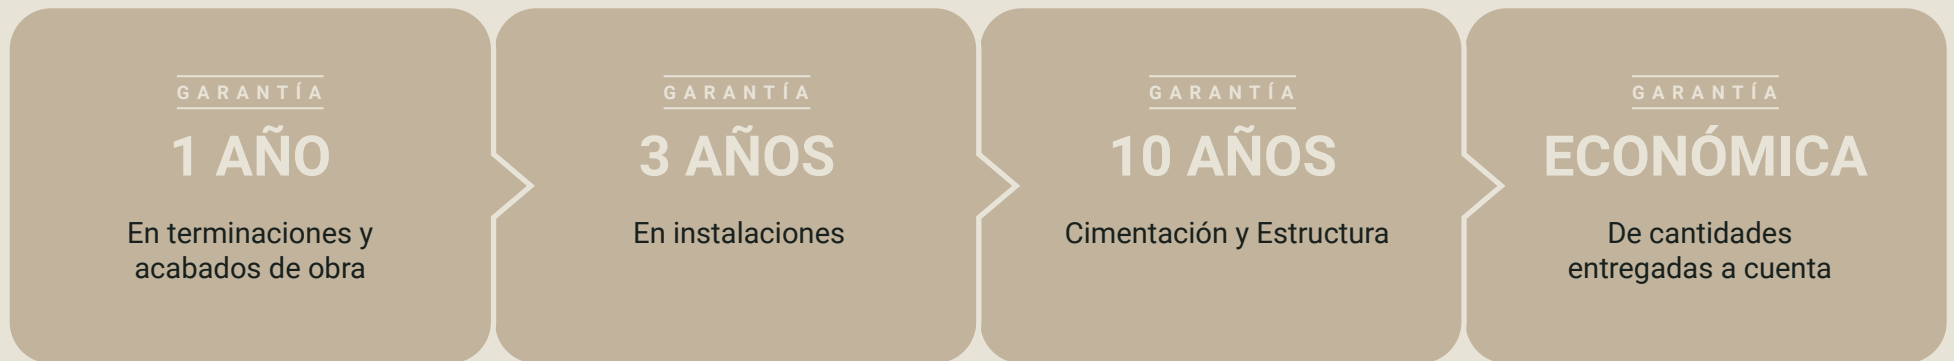 GARANTÍA
1 AÑO
En terminaciones y
acabados de obra
GARANTÍA
3 AÑOS
En instalaciones
GARANTÍA
10 AÑOS
Cimentación y Estructura
GARANTÍA
ECONÓMICA
De cantidades
entregadas a cuenta